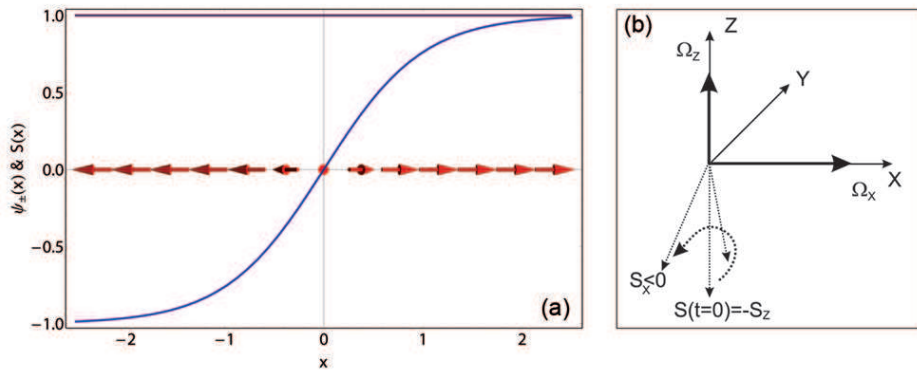 1.0
0.5
0.0
−0.5
−1.0
ψ±(x) & S(x)
−2
−1
0
1
2
x
(a)
(b)
Z
Ωz
Y
X
Ωx
Sx<0
S(t=0)=-Sz